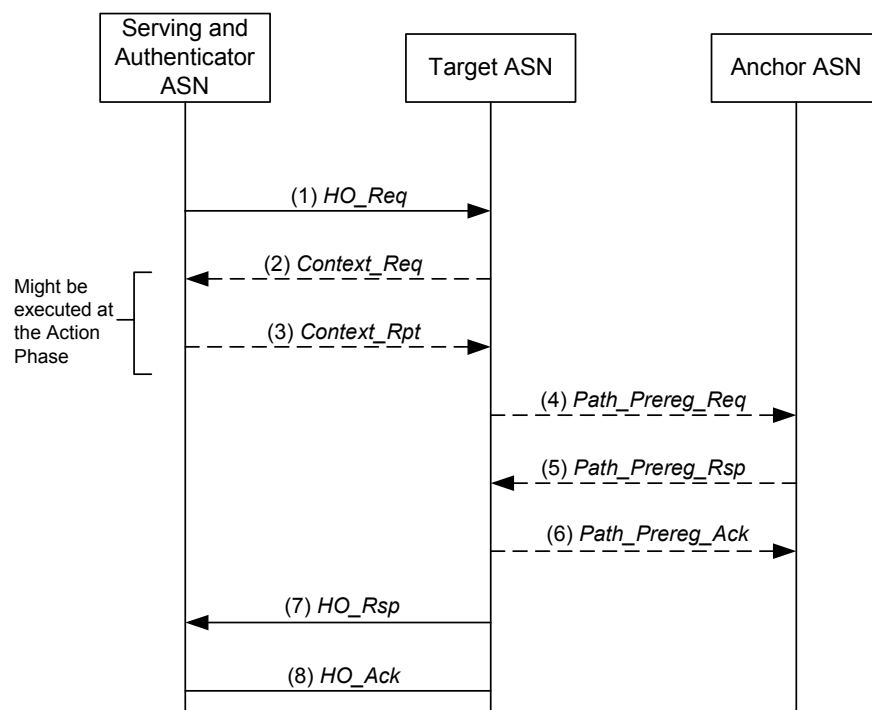 Serving and
Authenticator
ASN
Target ASN
Anchor ASN
(1) HO_Req
(2) Context_Req
Might be
executed at
the Action
Phase
(3) Context_Rpt
(4) Path_Prereg_Req
(5) Path_Prereg_Rsp
(6) Path_Prereg_Ack
(7) HO_Rsp
(8) HO_Ack